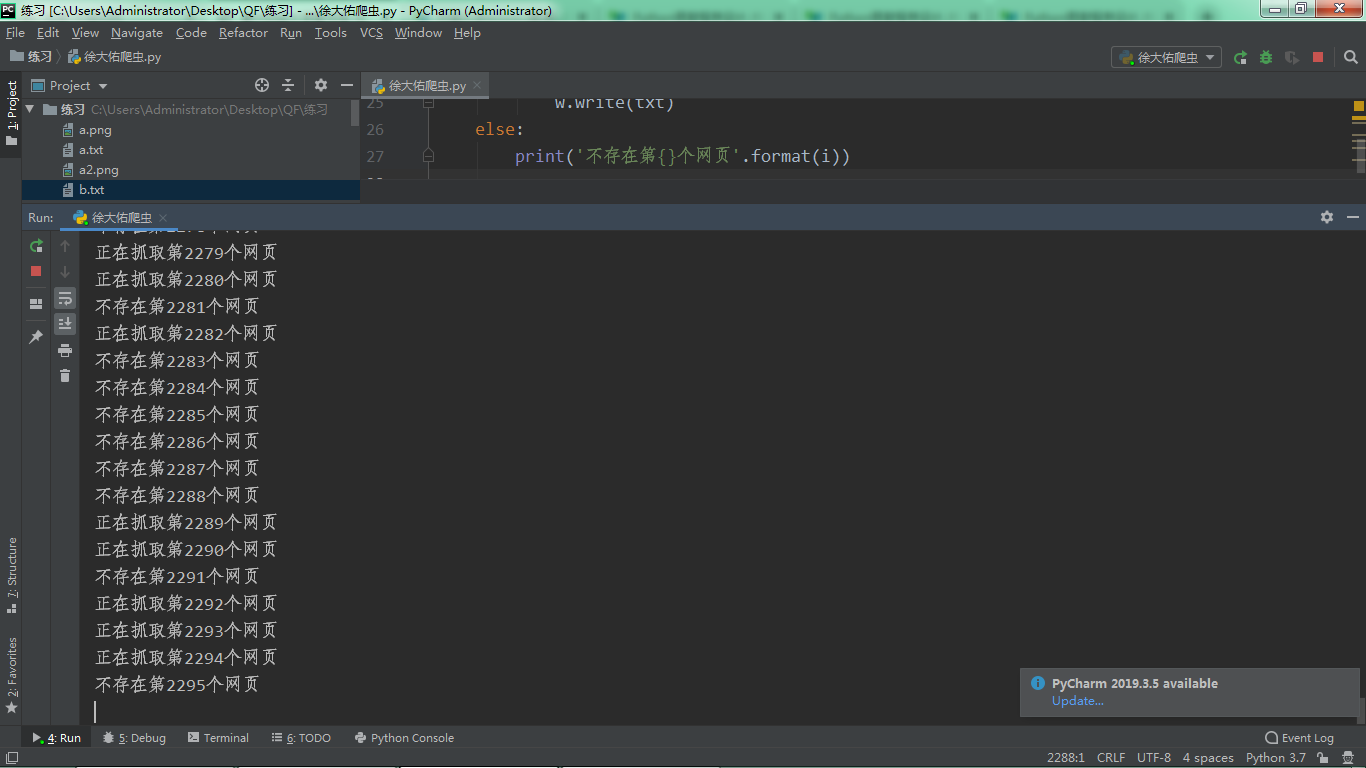 练习 [C:\Users\Administrator\Desktop\QF\练习] - ...\徐大佑爬虫.py - PyCharm (Administrator)
File Edit View Navigate Code Refactor Run Tools VCS Window Help
练习 徐大佑爬虫.py 徐大佑爬虫
1: Project
Project
徐大佑爬虫.py
练习 C:\Users\Administrator\Desktop\QF\练习
a.png
a.txt
a2.png
b.txt
25 w.write(txt)
26 else:
27 print('不存在第{}个网页'.format(i))
Run: 徐大佑爬虫
正在抓取第2279个网页
正在抓取第2280个网页
不存在第2281个网页
正在抓取第2282个网页
不存在第2283个网页
不存在第2284个网页
不存在第2285个网页
不存在第2286个网页
不存在第2287个网页
不存在第2288个网页
正在抓取第2289个网页
正在抓取第2290个网页
不存在第2291个网页
正在抓取第2292个网页
正在抓取第2293个网页
正在抓取第2294个网页
不存在第2295个网页
7: Structure
2: Favorites
PyCharm 2019.3.5 available
Update...
4: Run 5: Debug Terminal 6: TODO Python Console Event Log
2288:1 CRLF UTF-8 4 spaces Python 3.7